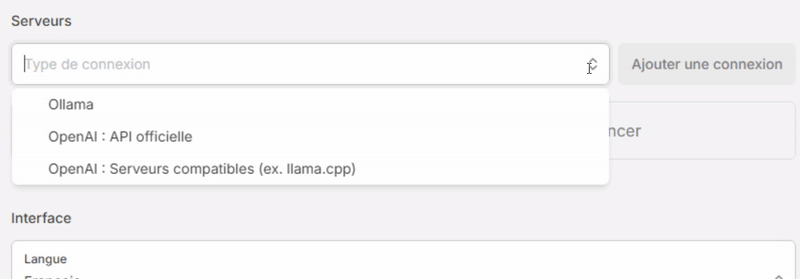 Serveurs
Type de connexion
Ajouter une connexion
Ollama
OpenAI : API officielle
ncer
OpenAI : Serveurs compatibles (ex. llama.cpp)
Interface
Langue
Français